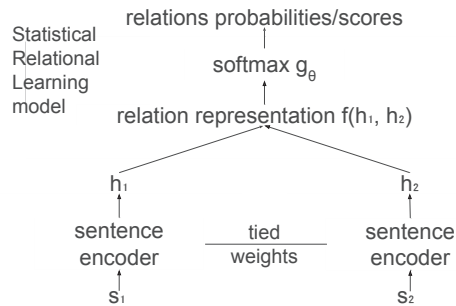 relations probabilities/scores
Statistical
Relational
Learning
model
softmax gθ
relation representation f(h₁, h₂)
h₁ h₂
sentence encoder
tied weights
sentence encoder
s₁ s₂